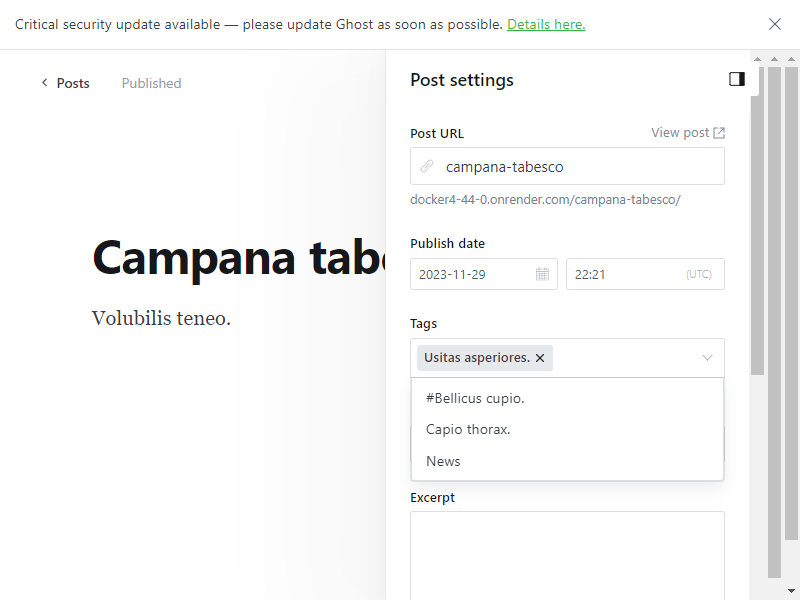 Critical security update available — please update Ghost as soon as possible. Details here.
Posts
Published
Post settings
Campana tabe
Volubilis teneo.
Post URL
View post
campana-tabesco
docker4-44-0.onrender.com/campana-tabesco/
Publish date
2023-11-29
22:21
(UTC)
Tags
Usitas asperiores.
#Bellicus cupio.
Capio thorax.
News
Excerpt